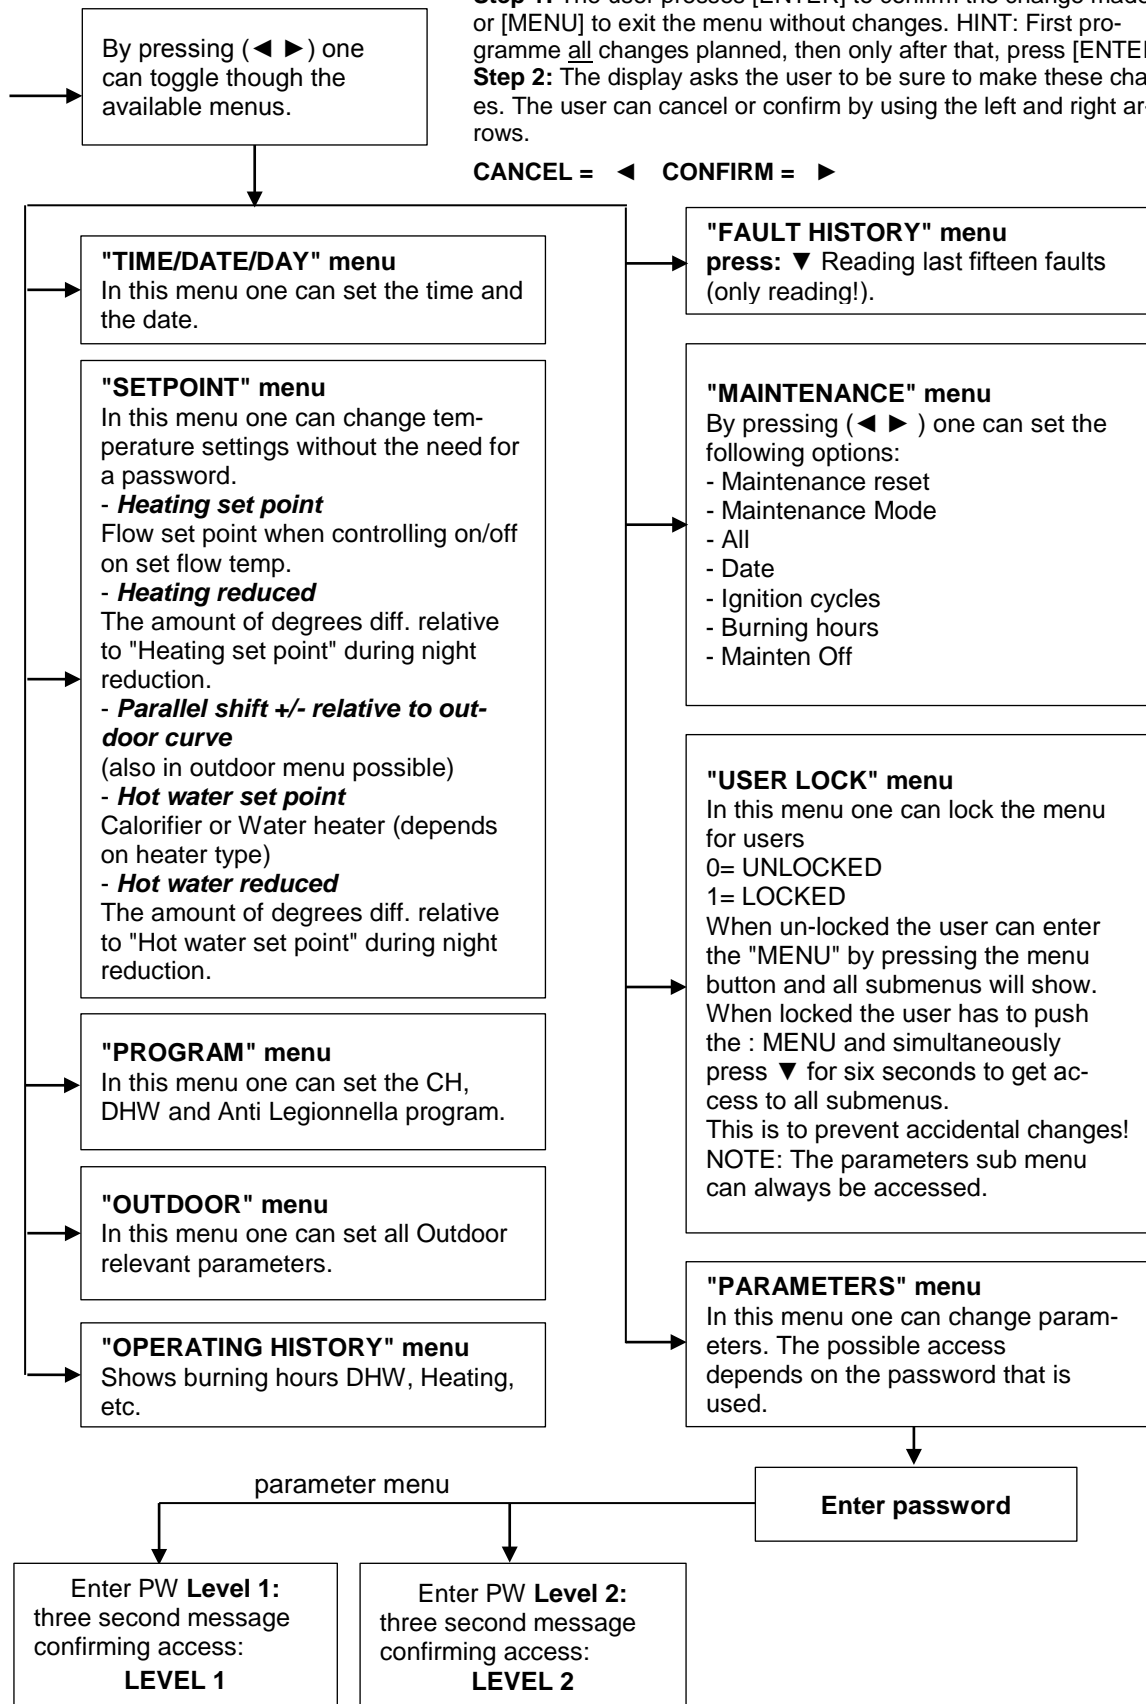 By pressing (◄ ►) one
can toggle though the
available menus.
Step 1: The user presses [ENTER] to confirm the change made
or [MENU] to exit the menu without changes. HINT: First pro-
gramme all changes planned, then only after that, press [ENTER
Step 2: The display asks the user to be sure to make these cha
es. The user can cancel or confirm by using the left and right ar-
rows.
CANCEL = ◄ CONFIRM = ►
"TIME/DATE/DAY" menu
In this menu one can set the time and
the date.
"SETPOINT" menu
In this menu one can change tem-
perature settings without the need for
a password.
- Heating set point
Flow set point when controlling on/off
on set flow temp.
- Heating reduced
The amount of degrees diff. relative
to "Heating set point" during night
reduction.
- Parallel shift +/- relative to out-
door curve
(also in outdoor menu possible)
- Hot water set point
Calorifier or Water heater (depends
on heater type)
- Hot water reduced
The amount of degrees diff. relative
to "Hot water set point" during night
reduction.
"PROGRAM" menu
In this menu one can set the CH,
DHW and Anti Legionnella program.
"OUTDOOR" menu
In this menu one can set all Outdoor
relevant parameters.
"OPERATING HISTORY" menu
Shows burning hours DHW, Heating,
etc.
"FAULT HISTORY" menu
press: ▼ Reading last fifteen faults
(only reading!).
"MAINTENANCE" menu
By pressing (◄ ► ) one can set the
following options:
- Maintenance reset
- Maintenance Mode
- All
- Date
- Ignition cycles
- Burning hours
- Mainten Off
"USER LOCK" menu
In this menu one can lock the menu
for users
0= UNLOCKED
1= LOCKED
When un-locked the user can enter
the "MENU" by pressing the menu
button and all submenus will show.
When locked the user has to push
the : MENU and simultaneously
press ▼ for six seconds to get ac-
cess to all submenus.
This is to prevent accidental changes!
NOTE: The parameters sub menu
can always be accessed.
"PARAMETERS" menu
In this menu one can change param-
eters. The possible access
depends on the password that is
used.
Enter password
parameter menu
Enter PW Level 1:
three second message
confirming access:
LEVEL 1
Enter PW Level 2:
three second message
confirming access:
LEVEL 2